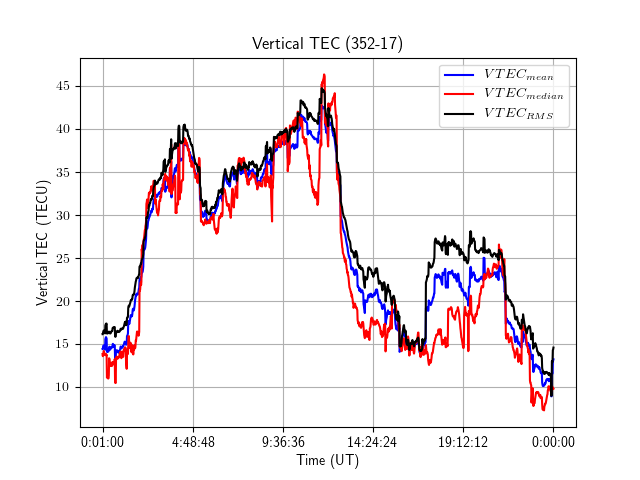 Vertical TEC (352-17)
VTEC_mean
VTEC_median
VTEC_RMS
Vertical TEC (TECU)
45
40
35
30
25
20
15
10
0:01:00 4:48:48 9:36:36 14:24:24 19:12:12 0:00:00
Time (UT)